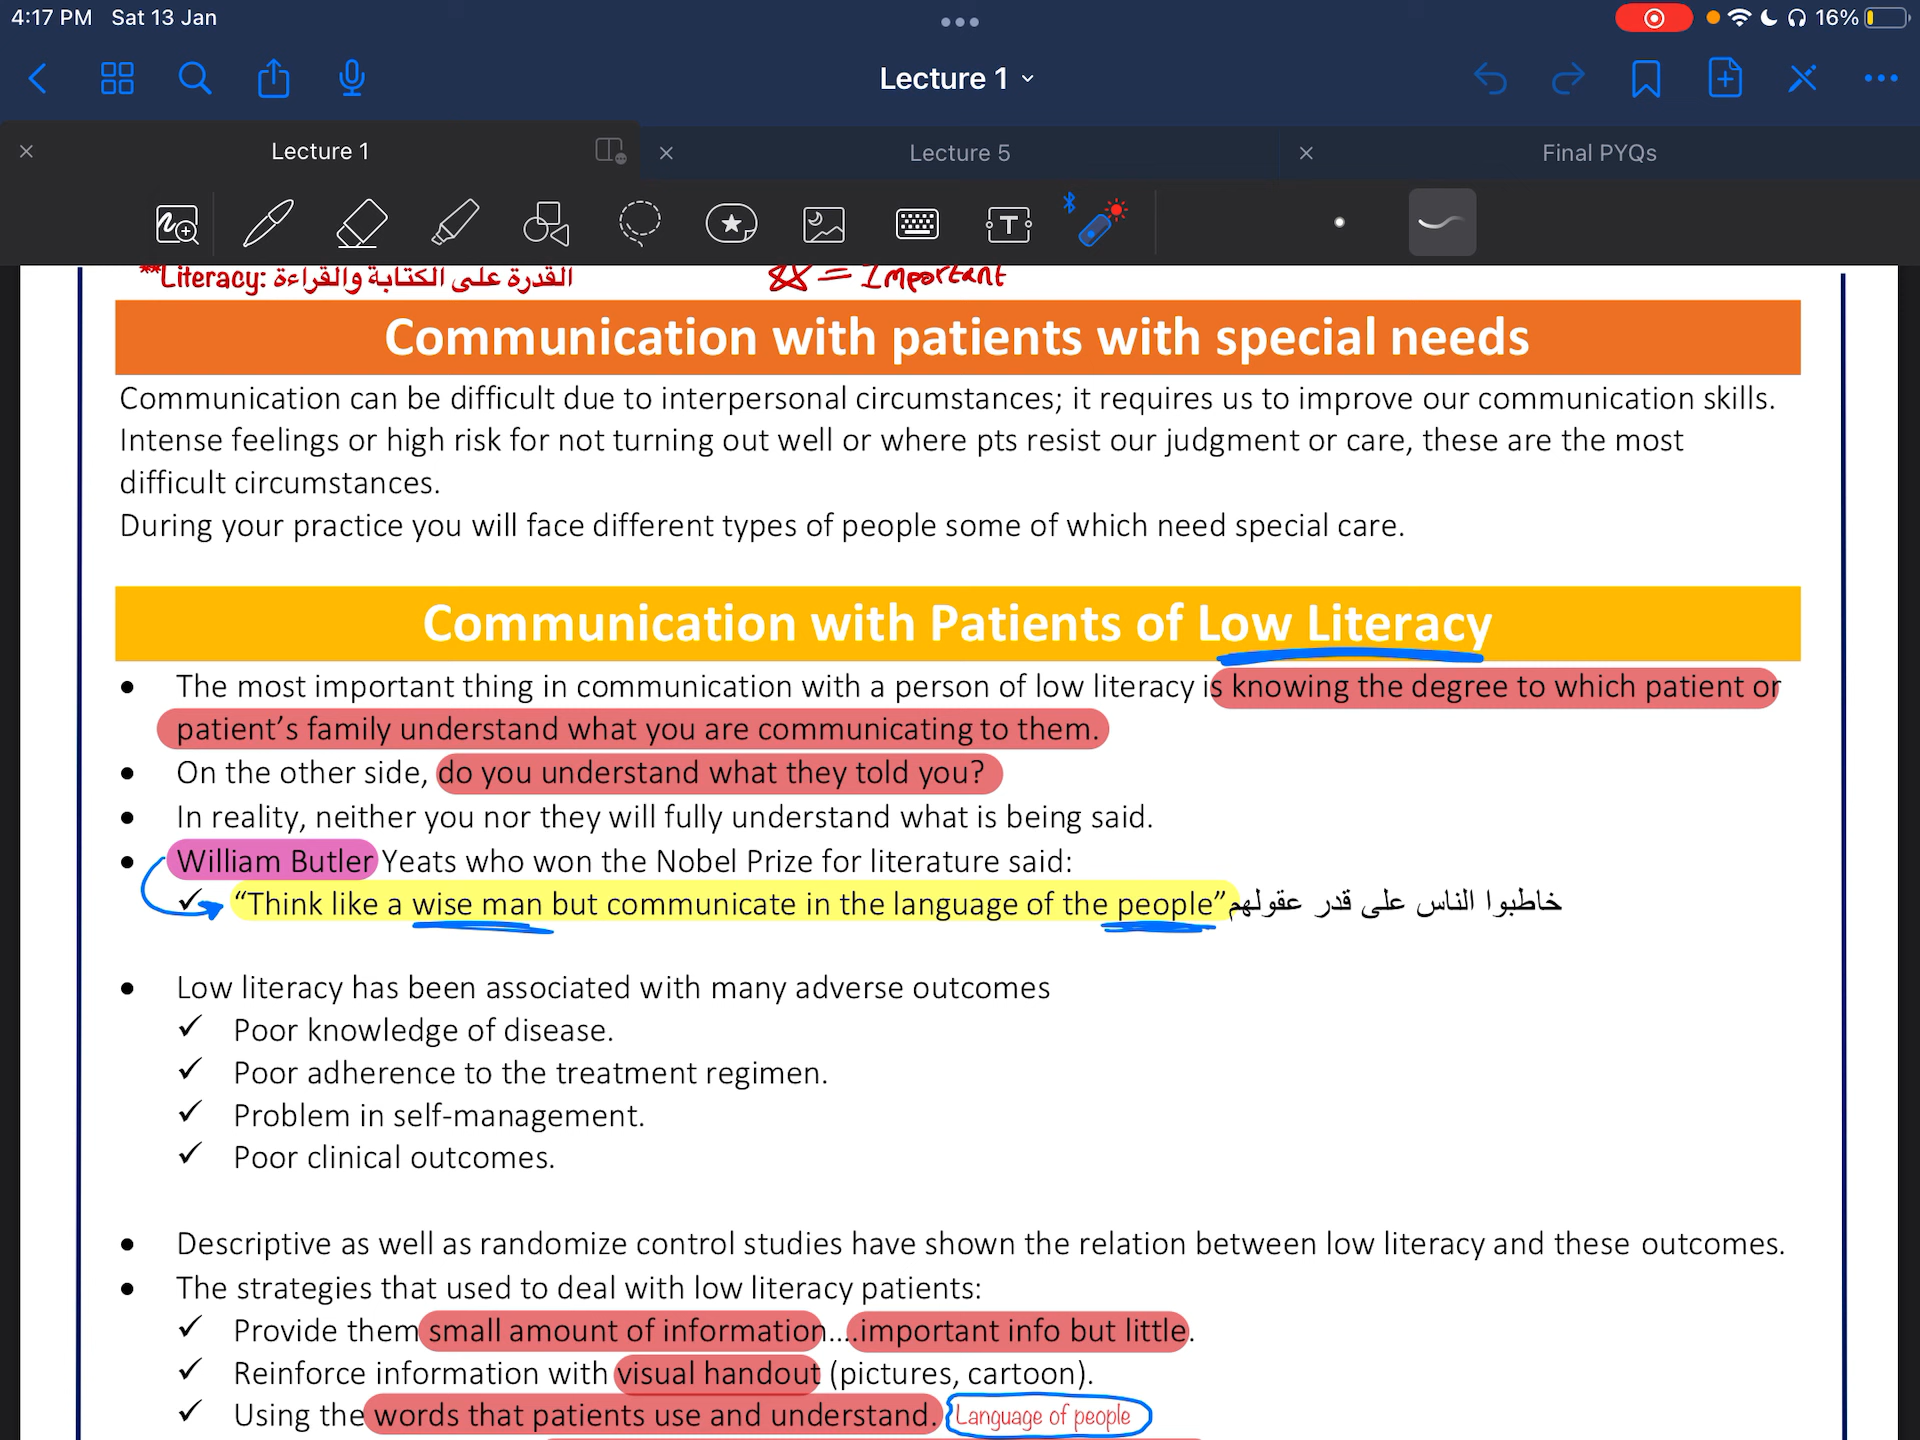 4:17 PM Sat 13 Jan
16%
Lecture 1
Lecture 1
Lecture 5
Final PYQs
**Literacy: القدرة على الكتابة والقراءة
= Important
Communication with patients with special needs
Communication can be difficult due to interpersonal circumstances; it requires us to improve our communication skills.
Intense feelings or high risk for not turning out well or where pts resist our judgment or care, these are the most
difficult circumstances.
During your practice you will face different types of people some of which need special care.
Communication with Patients of Low Literacy
• The most important thing in communication with a person of low literacy is knowing the degree to which patient or
patient's family understand what you are communicating to them.
• On the other side, do you understand what they told you?
• In reality, neither you nor they will fully understand what is being said.
• William Butler Yeats who won the Nobel Prize for literature said:
✓ "Think like a wise man but communicate in the language of the people" خاطبوا الناس على قدر عقولهم
• Low literacy has been associated with many adverse outcomes
✓ Poor knowledge of disease.
✓ Poor adherence to the treatment regimen.
✓ Problem in self-management.
✓ Poor clinical outcomes.
• Descriptive as well as randomize control studies have shown the relation between low literacy and these outcomes.
• The strategies that used to deal with low literacy patients:
✓ Provide them small amount of information....important info but little.
✓ Reinforce information with visual handout (pictures, cartoon).
✓ Using the words that patients use and understand. Language of people